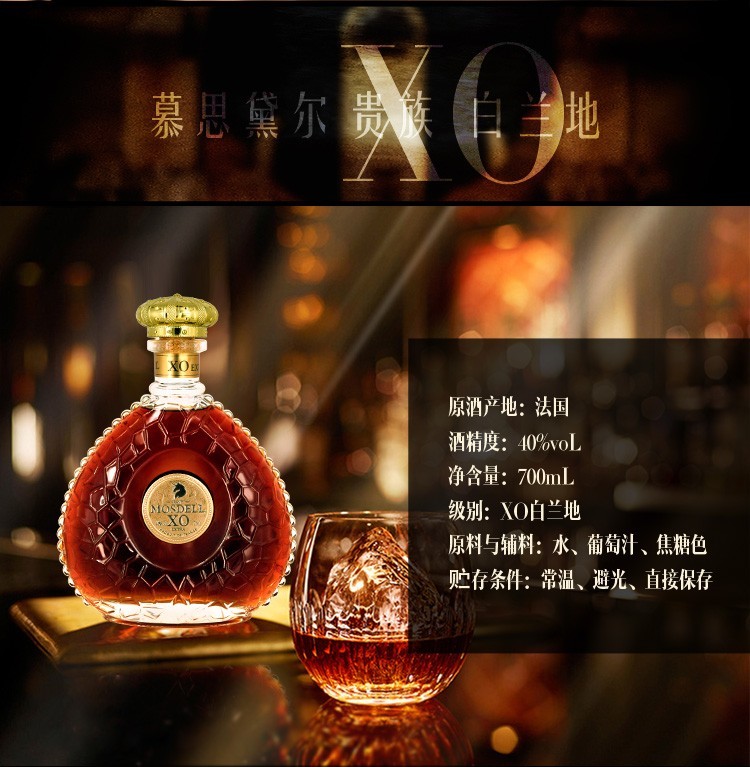 XO
慕思黛尔 贵族 白兰地
原酒产地：法国
酒精度：40%voL
净含量：700mL
级别：XO白兰地
原料与辅料：水、葡萄汁、焦糖色
贮存条件：常温、避光、直接保存
XO
MOSDELL
XO
EXTRA